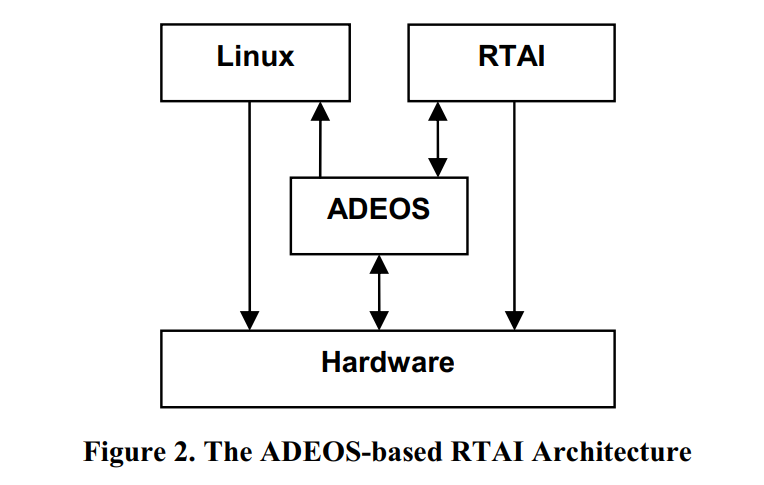 Linux
RTAI
ADEOS
Hardware
Figure 2. The ADEOS-based RTAI Architecture